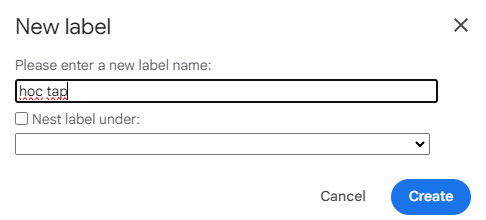 New label
Please enter a new label name:
hoc tap
Nest label under:
Cancel Create